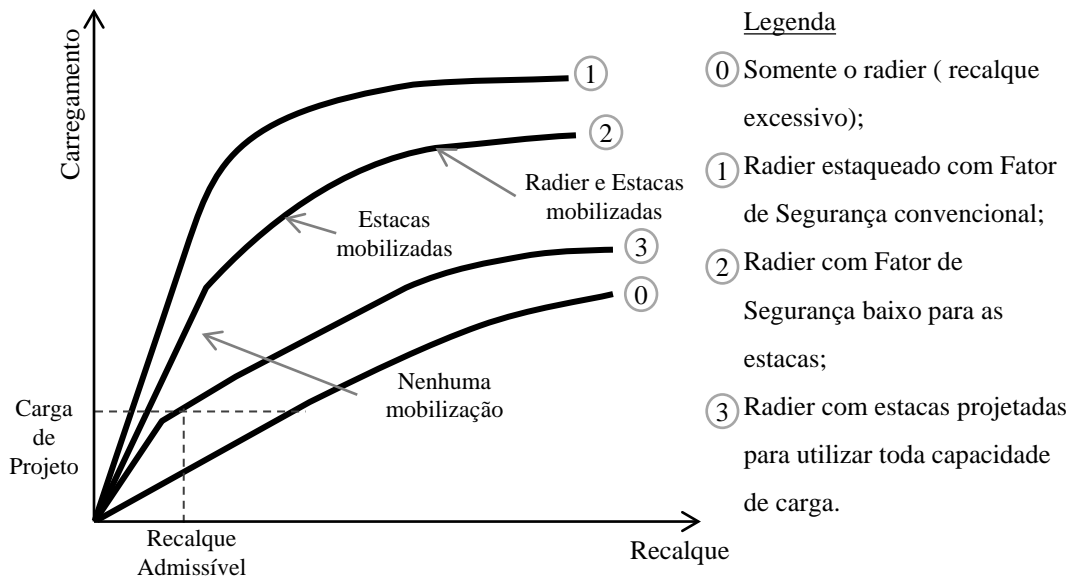 Carregamento
1
2
Radier e Estacas
mobilizadas
Estacas
mobilizadas
3
0
Nenhuma
mobilização
Carga
de
Projeto
Recalque
Admissível
Recalque
Legenda
0 Somente o radier ( recalque
excessivo);
1 Radier estaqueado com Fator
de Segurança convencional;
2 Radier com Fator de
Segurança baixo para as
estacas;
3 Radier com estacas projetadas
para utilizar toda capacidade
de carga.